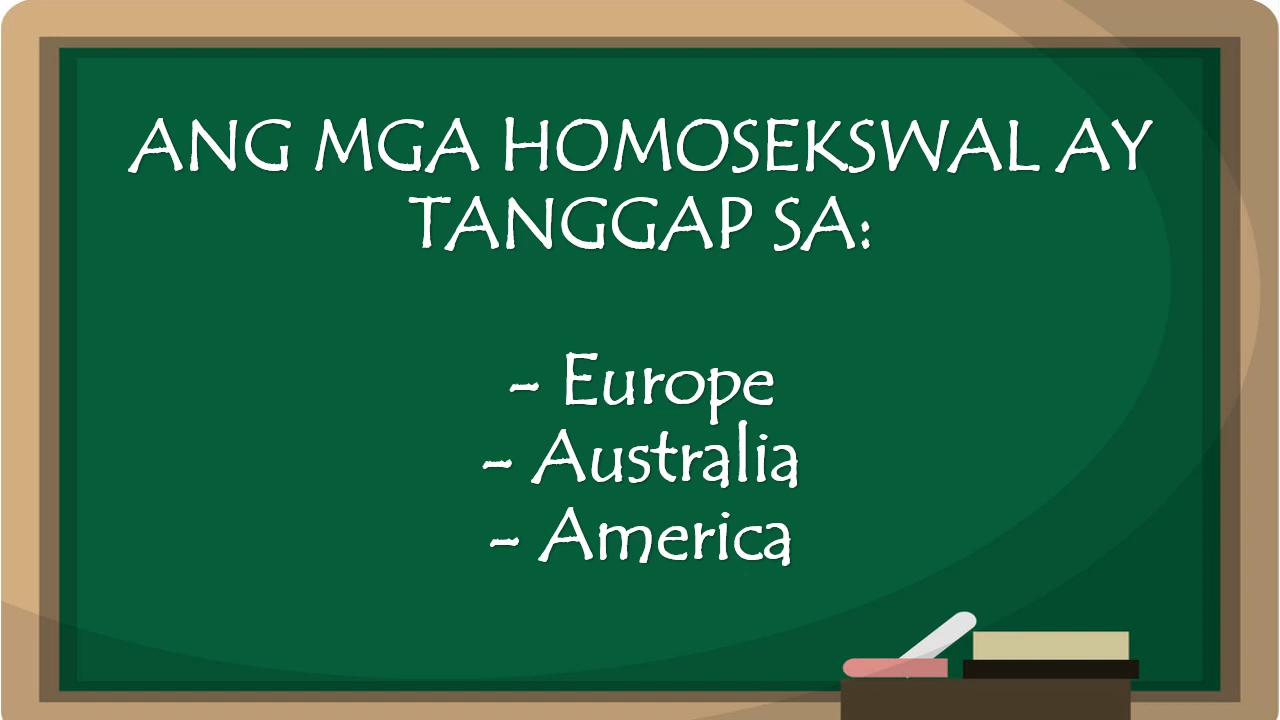 ANG MGA HOMOSEKSWAL AY
TANGGAP SA:
- Europe
- Australia
- America